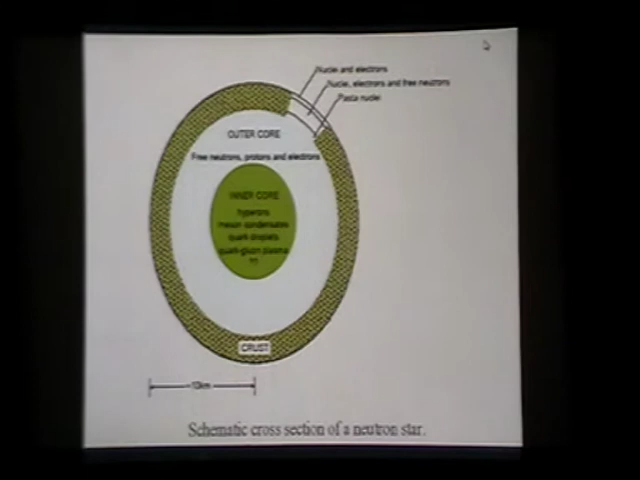 Nuclei and electrons
Nuclei, electrons and free neutrons
Pasta nuclei
OUTER CORE
Free neutrons, protons and electrons
INNER CORE
hyperons
meson condensates
quark droplets
quark-gluon plasma
??
CRUST
10km
Schematic cross section of a neutron star.